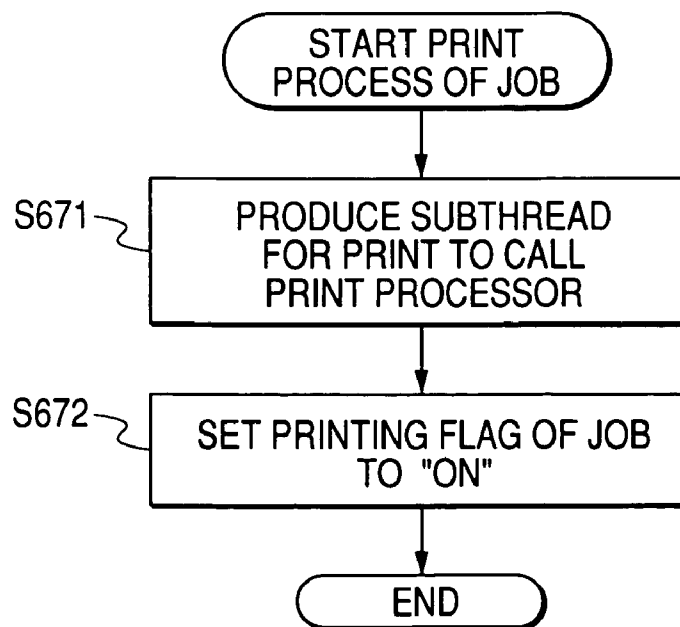 START PRINT
PROCESS OF JOB
S671
PRODUCE SUBTHREAD
FOR PRINT TO CALL
PRINT PROCESSOR
S672
SET PRINTING FLAG OF JOB
TO "ON"
END